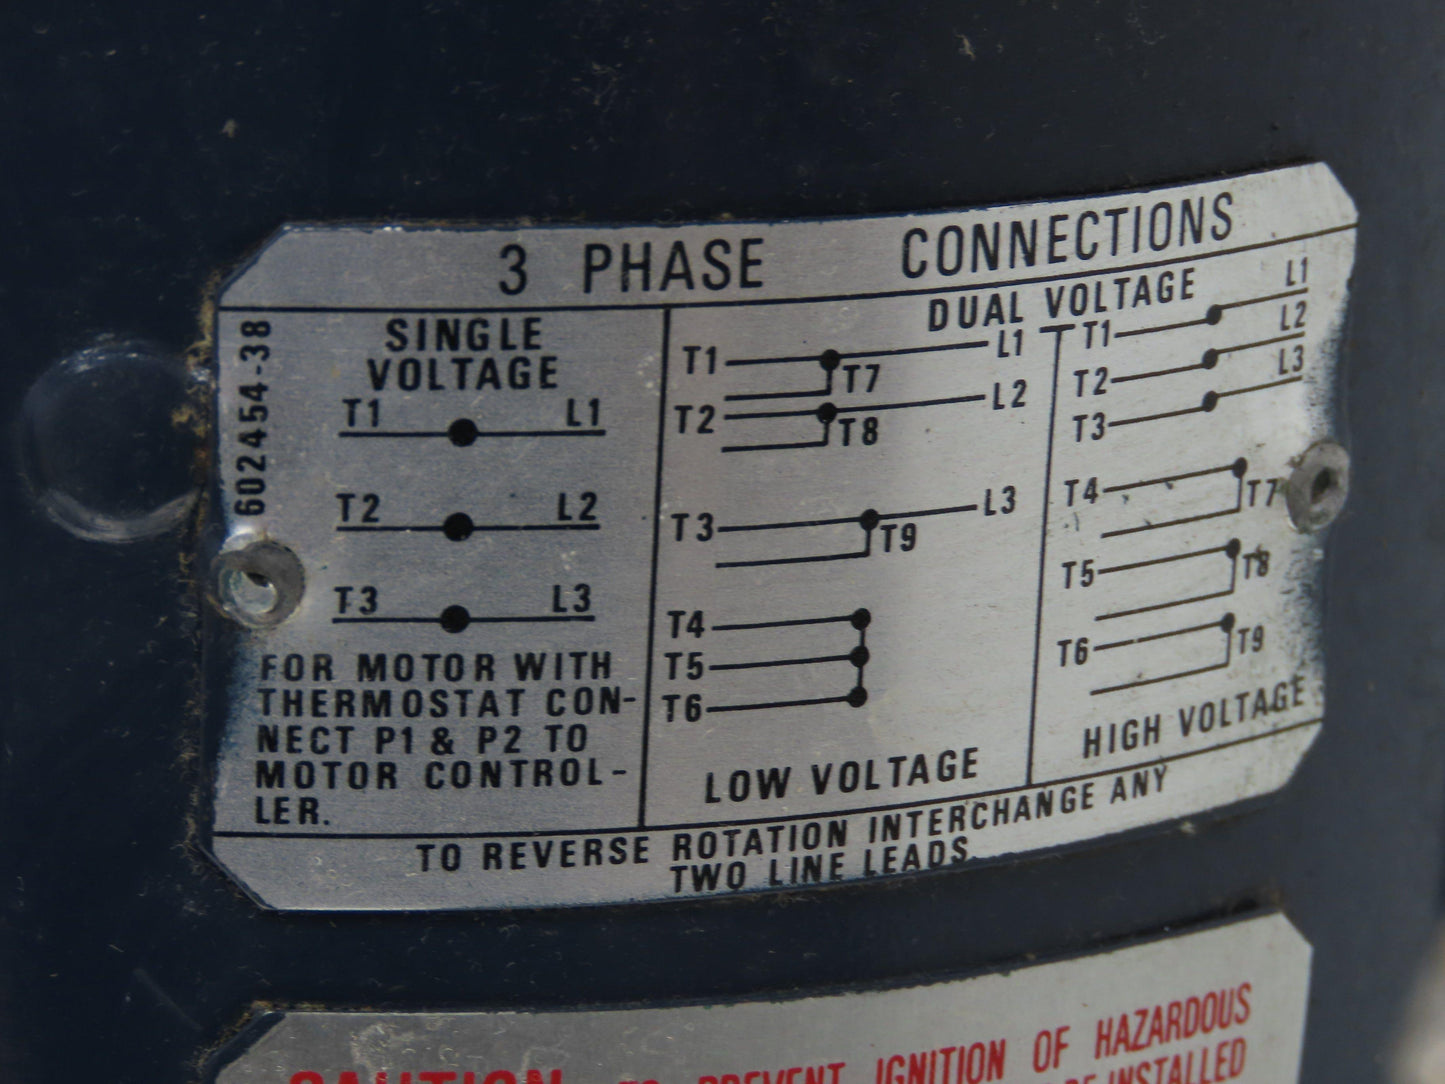 3 PHASE CONNECTIONS
602454-38
SINGLE
VOLTAGE
T1 L1
T2 L2
T3 L3
FOR MOTOR WITH
THERMOSTAT CON-
NECT P1 & P2 TO
MOTOR CONTROL-
LER.
DUAL VOLTAGE
T1 L1
T7
T2 L2
T8
T3 L3
T9
T4
T5
T6
LOW VOLTAGE
T1 L1
T2 L2
T3 L3
T4 T7
T5 T8
T6 T9
HIGH VOLTAGE
TO REVERSE ROTATION INTERCHANGE ANY
TWO LINE LEADS.
CAUTION TO PREVENT IGNITION OF HAZARDOUS
INSTALLED